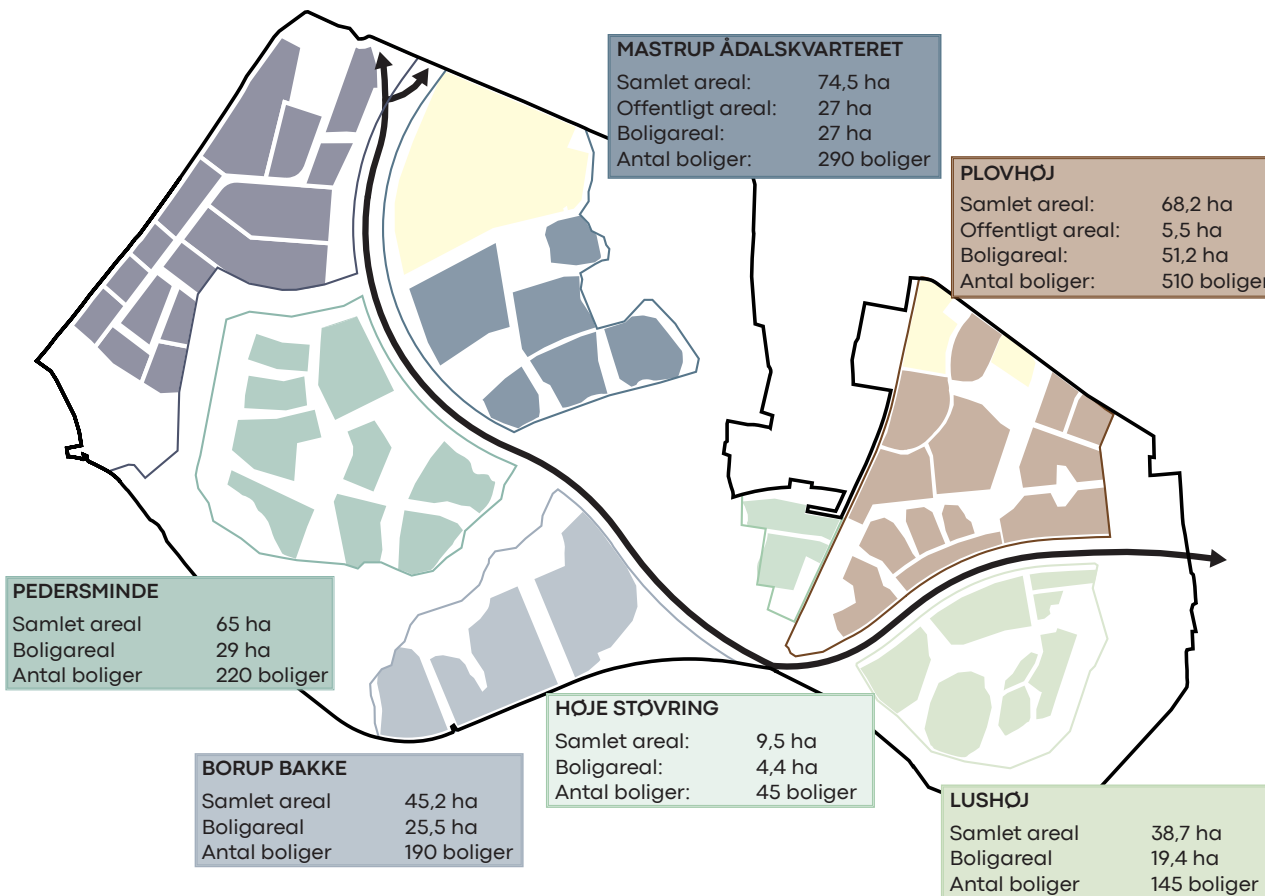 MASTRUP ÅDALSKVARTERET
Samlet areal: 74,5 ha
Offentligt areal: 27 ha
Boligareal: 27 ha
Antal boliger: 290 boliger
PLOVHØJ
Samlet areal: 68,2 ha
Offentligt areal: 5,5 ha
Boligareal: 51,2 ha
Antal boliger: 510 boliger
PEDERSMINDE
Samlet areal 65 ha
Boligareal 29 ha
Antal boliger 220 boliger
HØJE STØVRING
Samlet areal: 9,5 ha
Boligareal: 4,4 ha
Antal boliger: 45 boliger
BORUP BAKKE
Samlet areal 45,2 ha
Boligareal 25,5 ha
Antal boliger 190 boliger
LUSHØJ
Samlet areal 38,7 ha
Boligareal 19,4 ha
Antal boliger 145 boliger